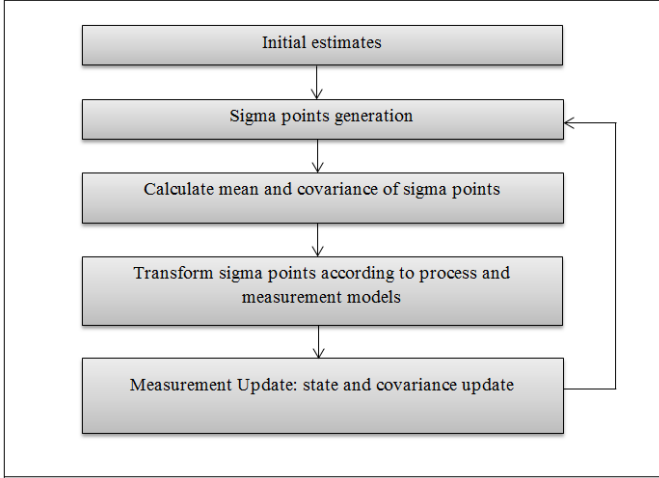 Initial estimates
Sigma points generation
Calculate mean and covariance of sigma points
Transform sigma points according to process and
measurement models
Measurement Update: state and covariance update